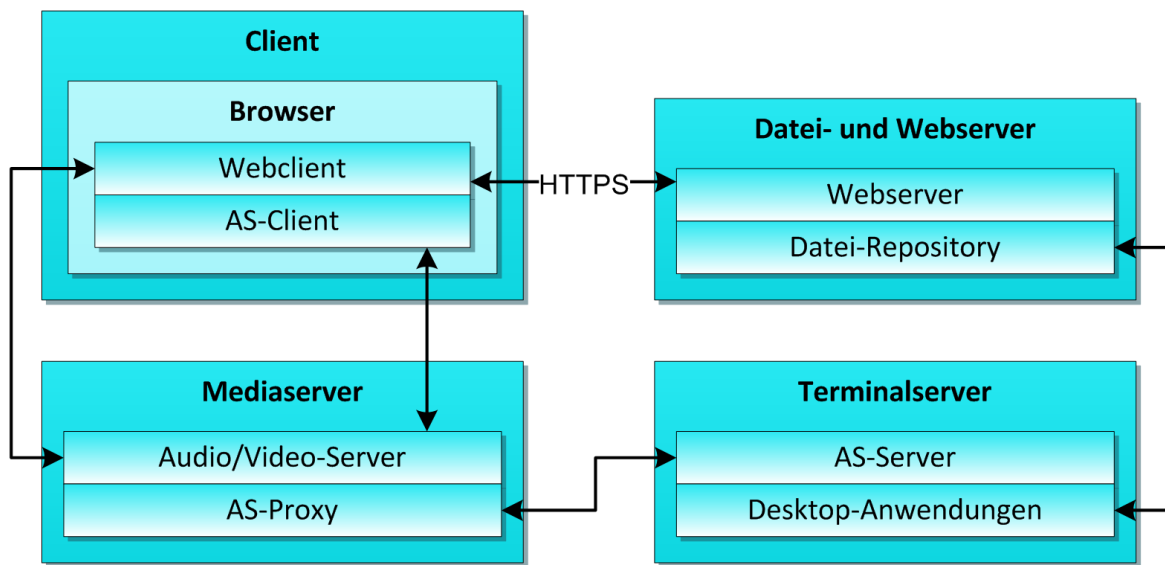 Client
Browser
Webclient
AS-Client
HTTPS
Datei- und Webserver
Webserver
Datei-Repository
Mediaserver
Audio/Video-Server
AS-Proxy
Terminalserver
AS-Server
Desktop-Anwendungen